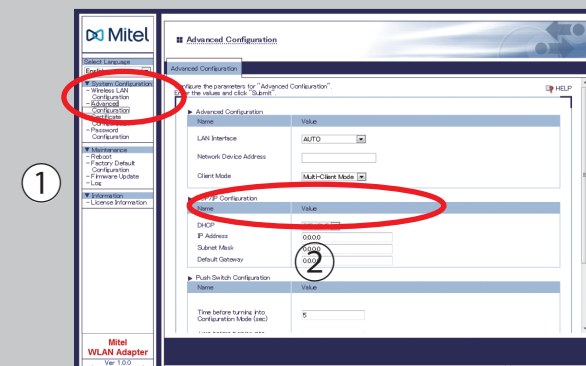 Mitel
Advanced Configuration
Select Language
English
Advanced Configuration
▼ System Configuration
– Wireless LAN
Configuration
– Advanced
Configuration
Certificate
Configuration
– Password
Configuration
▼ Maintenance
– Reboot
– Factory Default
Configuration
– Firmware Update
– Log
▼ Information
– License Information
Configure the parameters for "Advanced Configuration".
Enter the values and click "Submit".
HELP
► Advanced Configuration
Name Value
LAN Interface AUTO
Network Device Address
Client Mode Multi-Client Mode
TCP/IP Configuration
Name Value
DHCP
IP Address 0.0.0.0
Subnet Mask 0.0.0.0
Default Gateway 0.0.0.0
► Push Switch Configuration
Name Value
Time before turning into
Configuration Mode (sec) 5
1
2
Mitel
WLAN Adapter
Ver 1.0.0